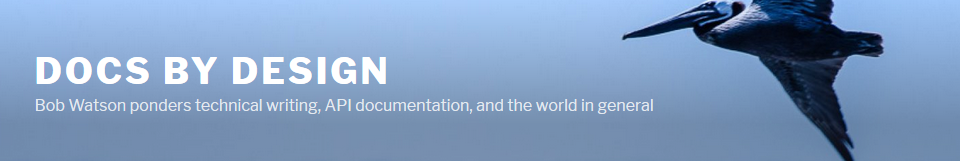 DOCS BY DESIGN
Bob Watson ponders technical writing, API documentation, and the world in general